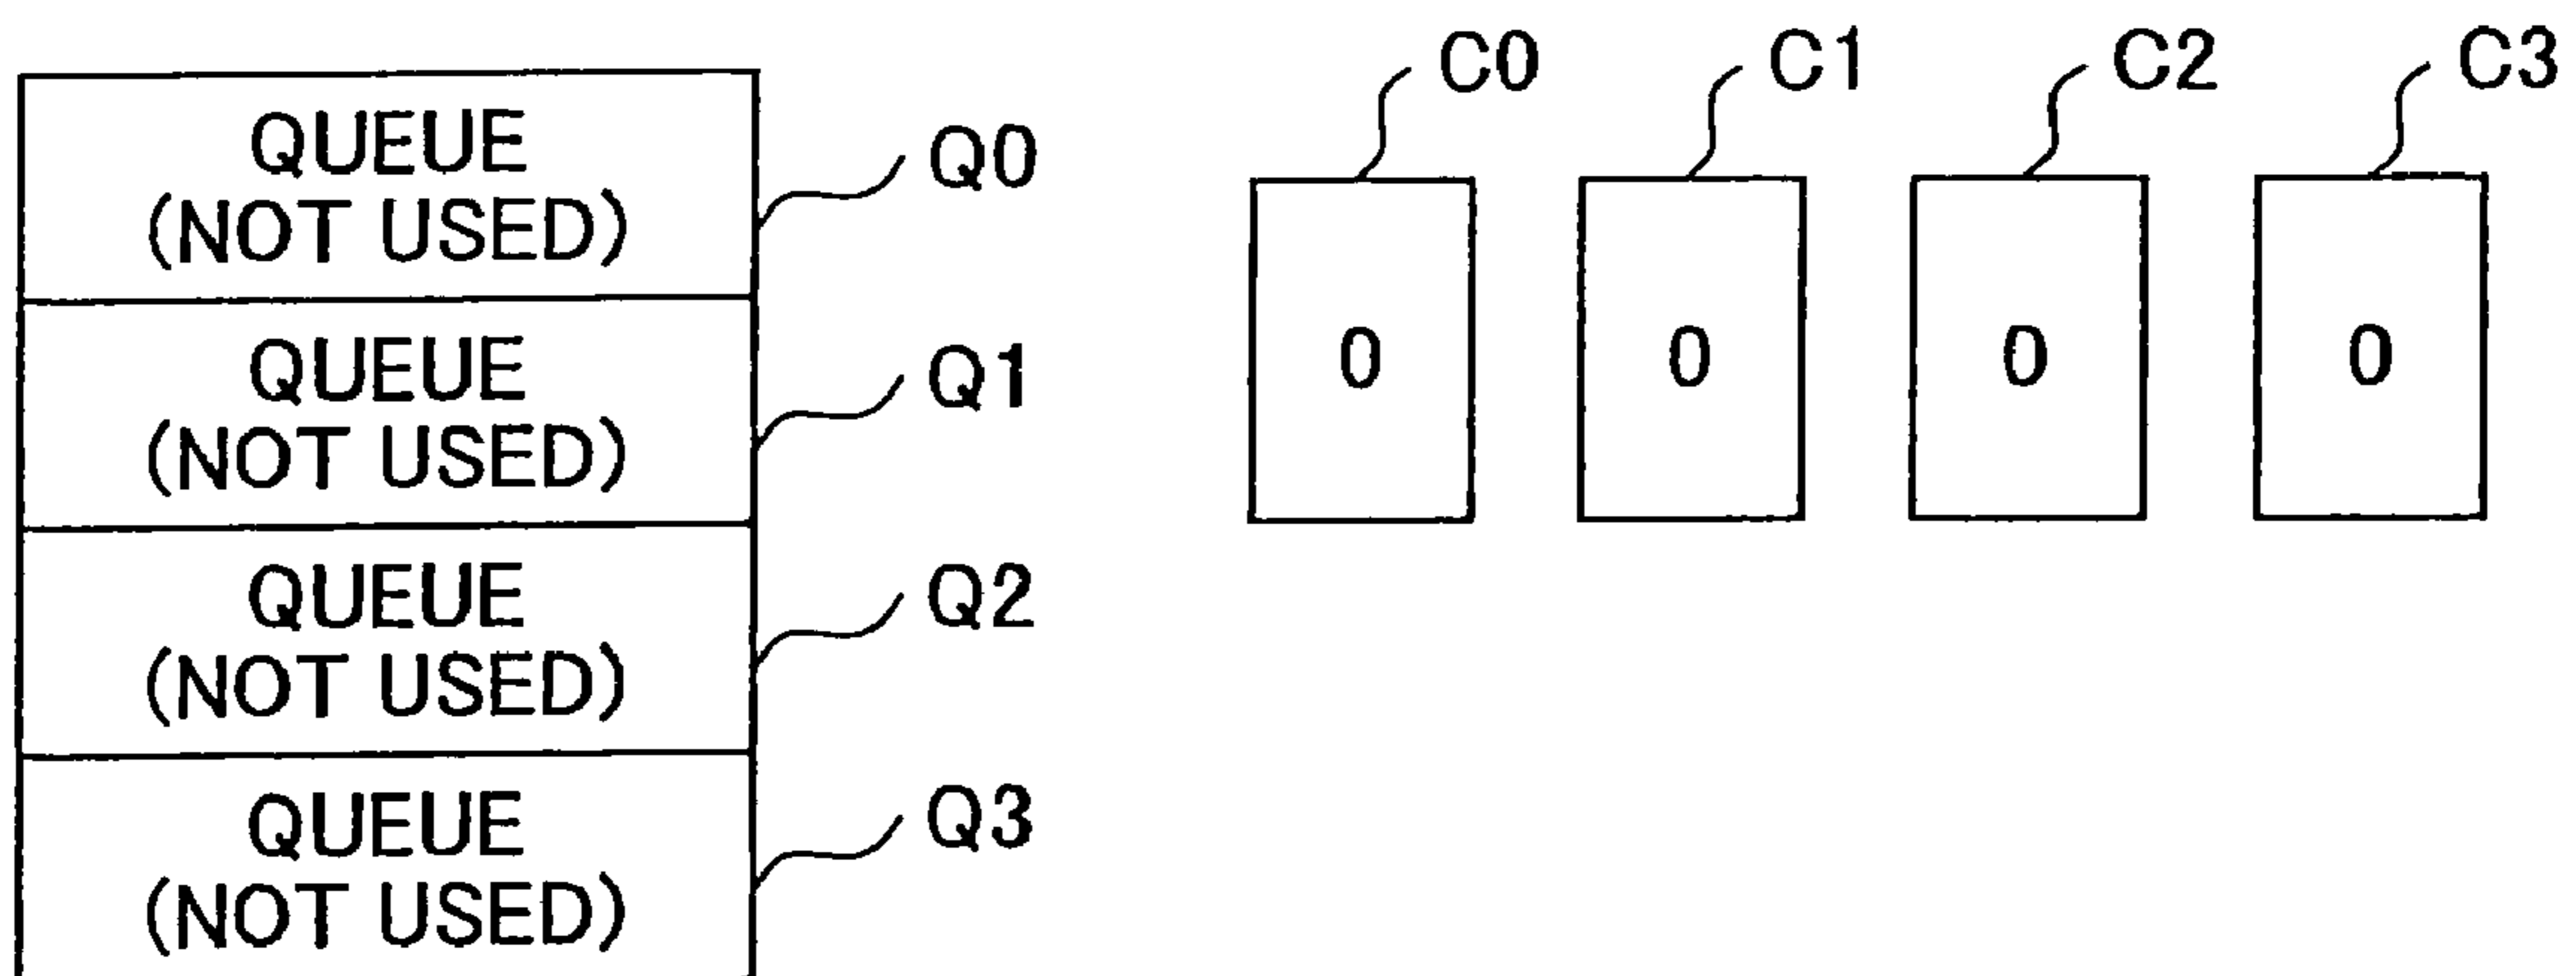 QUEUE
(NOT USED)
Q0
QUEUE
(NOT USED)
Q1
QUEUE
(NOT USED)
Q2
QUEUE
(NOT USED)
Q3
C0
C1
C2
C3
0
0
0
0